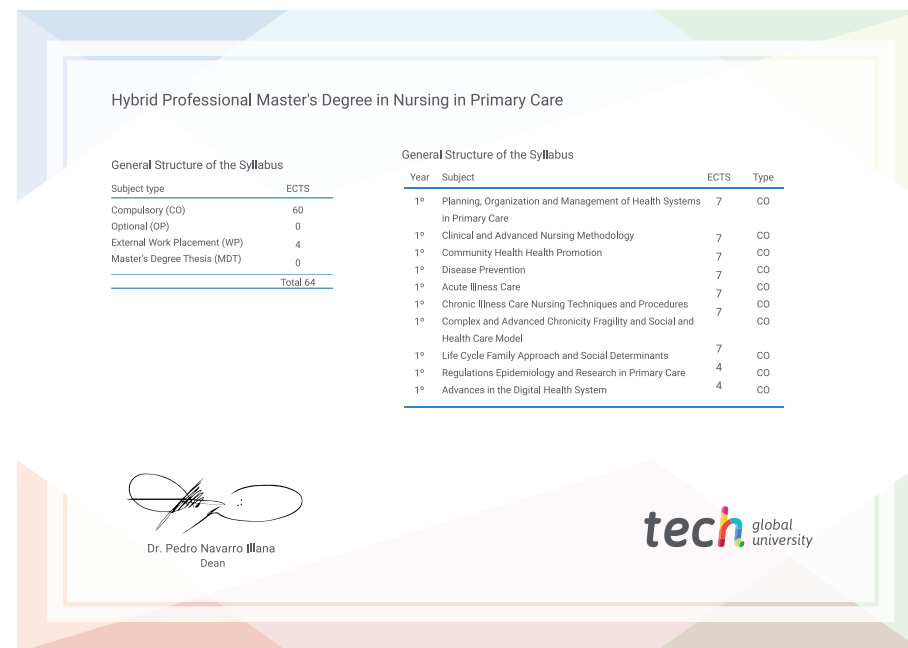 Hybrid Professional Master's Degree in Nursing in Primary Care
General Structure of the Syllabus
Subject type ECTS
Compulsory (CO) 60
Optional (OP) 0
External Work Placement (WP) 4
Master's Degree Thesis (MDT) 0
Total 64
General Structure of the Syllabus
Year Subject ECTS Type
1º Planning, Organization and Management of Health Systems 7 CO
in Primary Care
1º Clinical and Advanced Nursing Methodology 7 CO
1º Community Health Health Promotion 7 CO
1º Disease Prevention 7 CO
1º Acute Illness Care 7 CO
1º Chronic Illness Care Nursing Techniques and Procedures 7 CO
1º Complex and Advanced Chronicity Fragility and Social and CO
Health Care Model
1º Life Cycle Family Approach and Social Determinants 7 CO
1º Regulations Epidemiology and Research in Primary Care 4 CO
1º Advances in the Digital Health System 4 CO
Dr. Pedro Navarro Illana
Dean
tech global
university